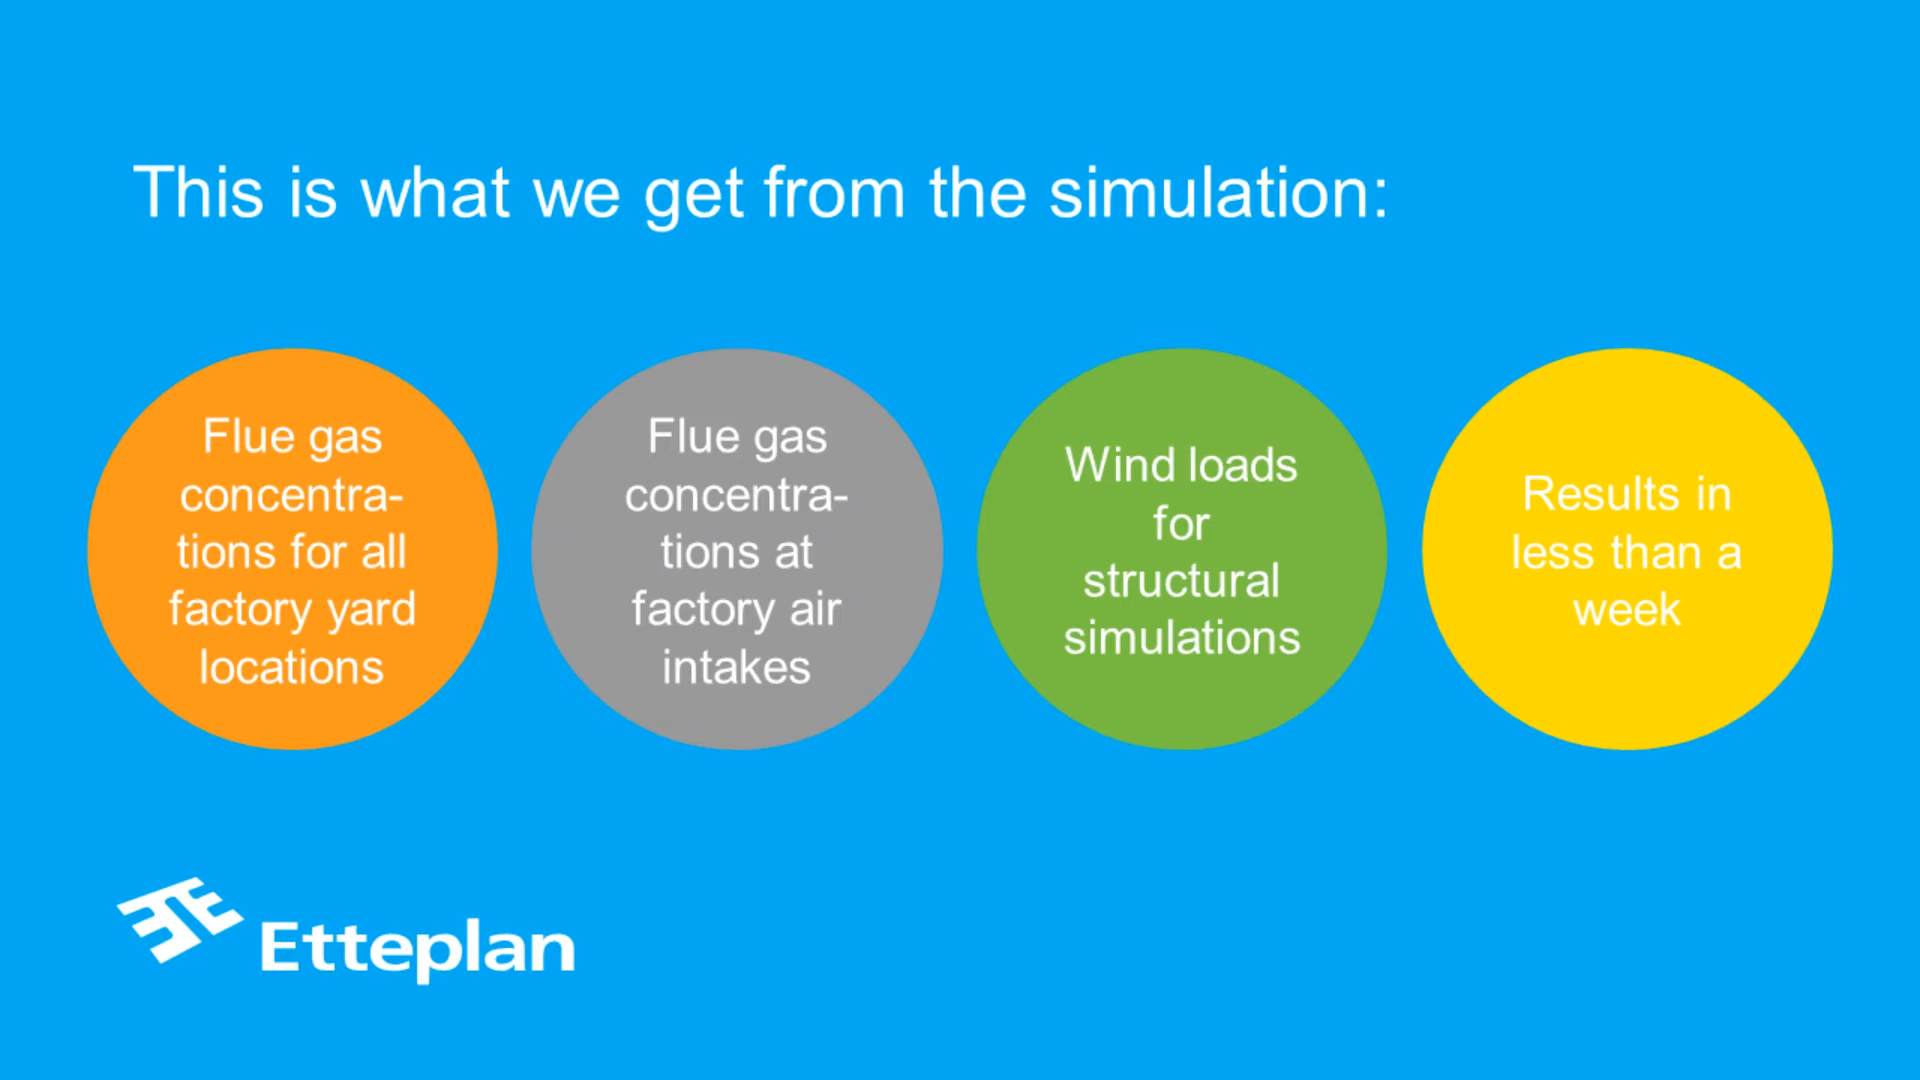 This is what we get from the simulation:
Flue gas
concentra-
tions for all
factory yard
locations
Flue gas
concentra-
tions at
factory air
intakes
Wind loads
for
structural
simulations
Results in
less than a
week
Etteplan